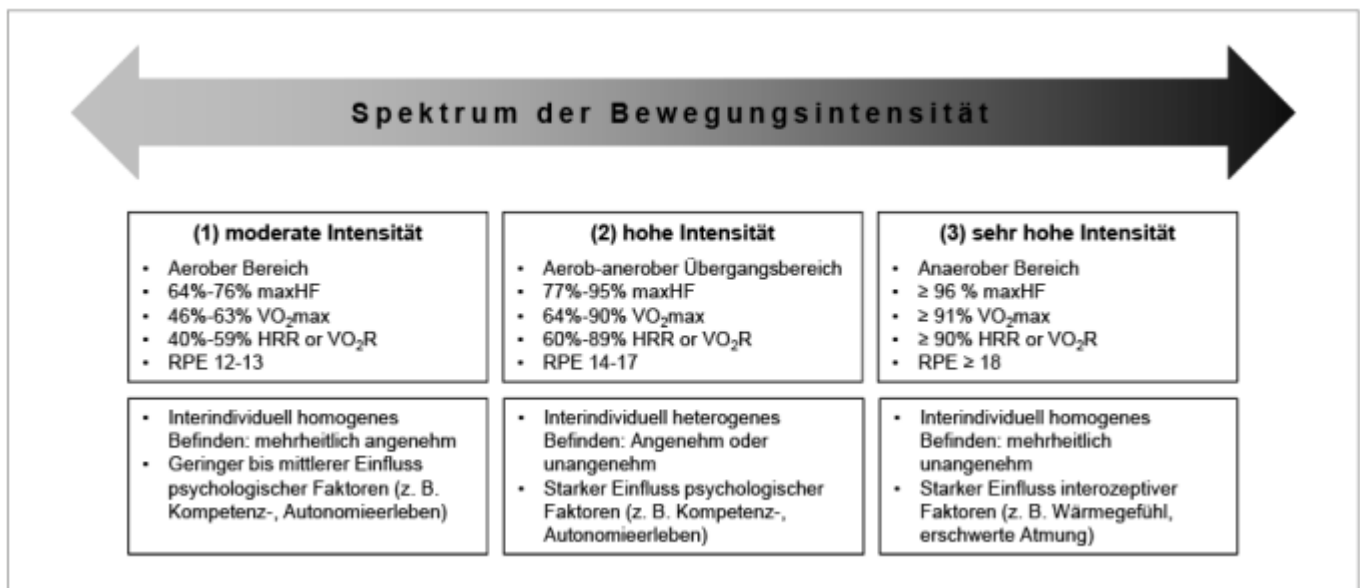 Spektrum der Bewegungsintensität
(1) moderate Intensität
• Aerober Bereich
• 64%-76% maxHF
• 46%-63% VO₂max
• 40%-59% HRR or VO₂R
• RPE 12-13
• Interindividuell homogenes
Befinden: mehrheitlich angenehm
• Geringer bis mittlerer Einfluss
psychologischer Faktoren (z. B.
Kompetenz-, Autonomieerleben)
(2) hohe Intensität
• Aerob-anerober Übergangsbereich
• 77%-95% maxHF
• 64%-90% VO₂max
• 60%-89% HRR or VO₂R
• RPE 14-17
• Interindividuell heterogenes
Befinden: Angenehm oder
unangenehm
• Starker Einfluss psychologischer
Faktoren (z. B. Kompetenz-,
Autonomieerleben)
(3) sehr hohe Intensität
• Anaerober Bereich
• ≥ 96 % maxHF
• ≥ 91% VO₂max
• ≥ 90% HRR or VO₂R
• RPE ≥ 18
• Interindividuell homogenes
Befinden: mehrheitlich
unangenehm
• Starker Einfluss interozeptiver
Faktoren (z. B. Wärmegefühl,
erschwerte Atmung)